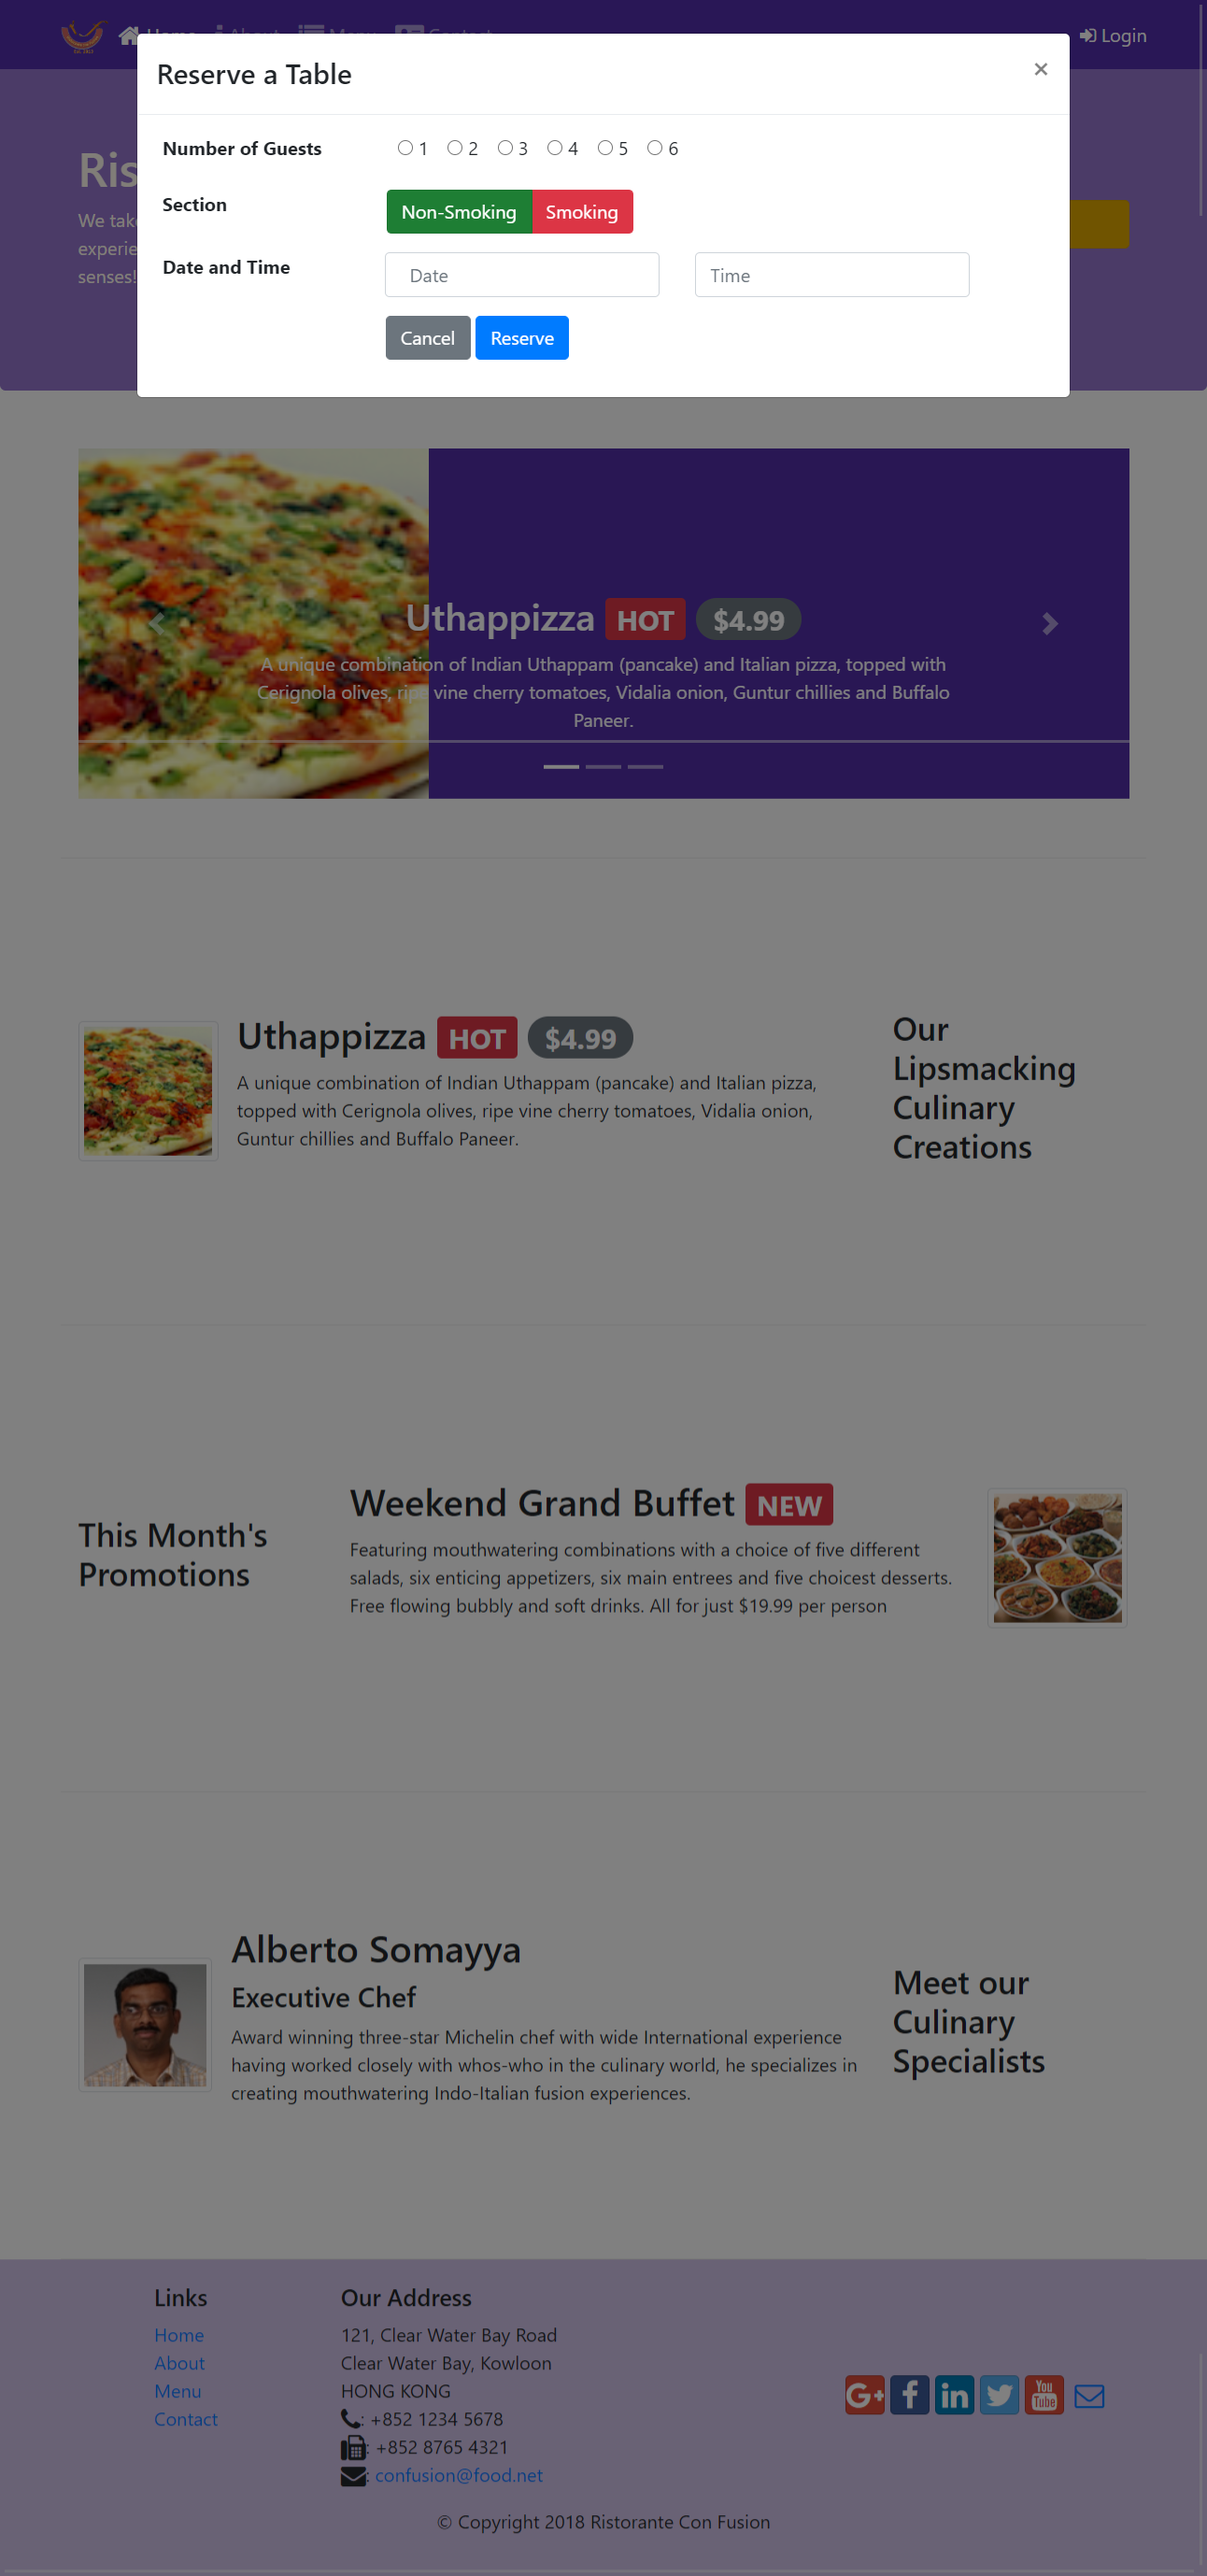 Login
Reserve a Table
×
Number of Guests
1 2 3 4 5 6
Section
Non-Smoking Smoking
Date and Time
Date
Time
Cancel Reserve
Uthappizza HOT $4.99
A unique combination of Indian Uthappam (pancake) and Italian pizza, topped with
Cerignola olives, ripe vine cherry tomatoes, Vidalia onion, Guntur chillies and Buffalo
Paneer.
Uthappizza HOT $4.99
A unique combination of Indian Uthappam (pancake) and Italian pizza,
topped with Cerignola olives, ripe vine cherry tomatoes, Vidalia onion,
Guntur chillies and Buffalo Paneer.
Our
Lipsmacking
Culinary
Creations
This Month's
Promotions
Weekend Grand Buffet NEW
Featuring mouthwatering combinations with a choice of five different
salads, six enticing appetizers, six main entrees and five choicest desserts.
Free flowing bubbly and soft drinks. All for just $19.99 per person
Alberto Somayya
Executive Chef
Award winning three-star Michelin chef with wide International experience
having worked closely with whos-who in the culinary world, he specializes in
creating mouthwatering Indo-Italian fusion experiences.
Meet our
Culinary
Specialists
Links
Home
About
Menu
Contact
Our Address
121, Clear Water Bay Road
Clear Water Bay, Kowloon
HONG KONG
: +852 1234 5678
: +852 8765 4321
: confusion@food.net
G+ f in You Tube
© Copyright 2018 Ristorante Con Fusion